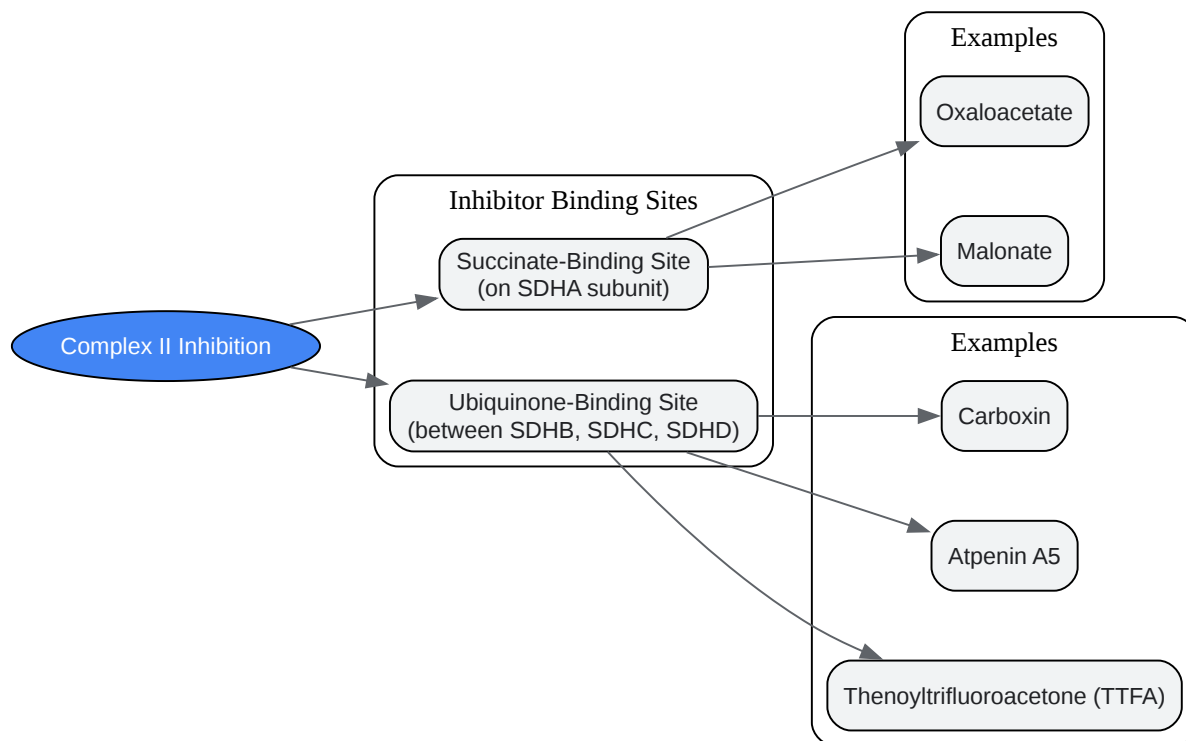 Complex II Inhibition
Inhibitor Binding Sites
Succinate-Binding Site
(on SDHA subunit)
Ubiquinone-Binding Site
(between SDHB, SDHC, SDHD)
Examples
Oxaloacetate
Malonate
Examples
Carboxin
Atpenin A5
Thenoyltrifluoroacetone (TTFA)